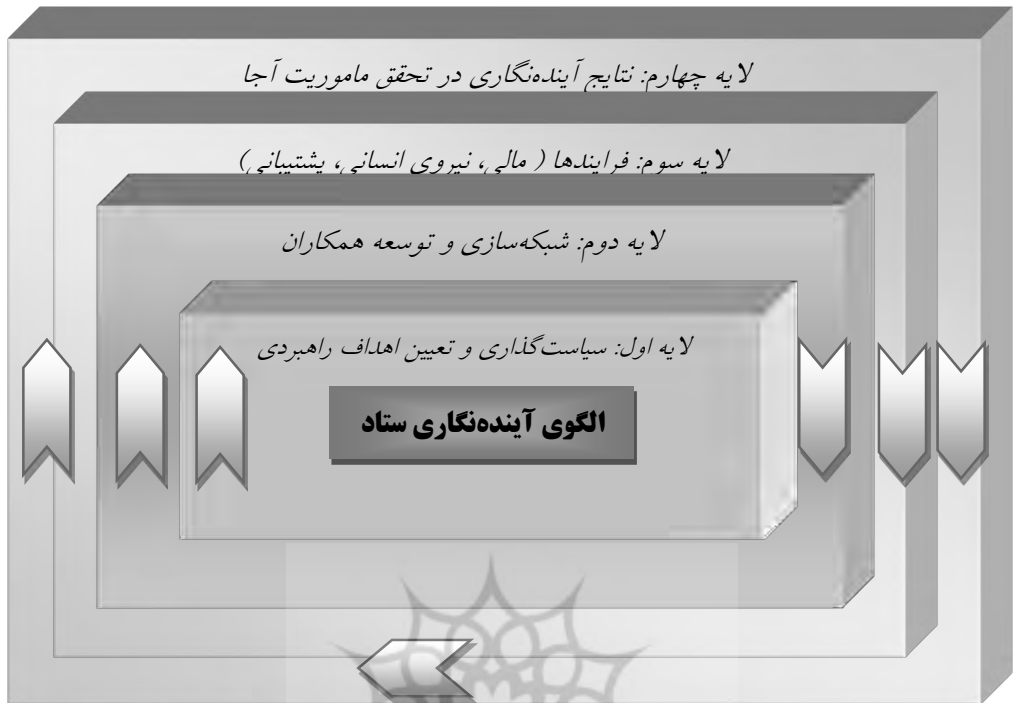 لایه چهارم: نتایج آینده‌نگاری در تحقق ماموریت آجا
لایه سوم: فرایندها ( مالی، نیروی انسانی، پشتیبانی)
لایه دوم: شبکه‌سازی و توسعه همکاران
لایه اول: سیاست‌گذاری و تعیین اهداف راهبردی
الگوی آینده‌نگاری ستاد